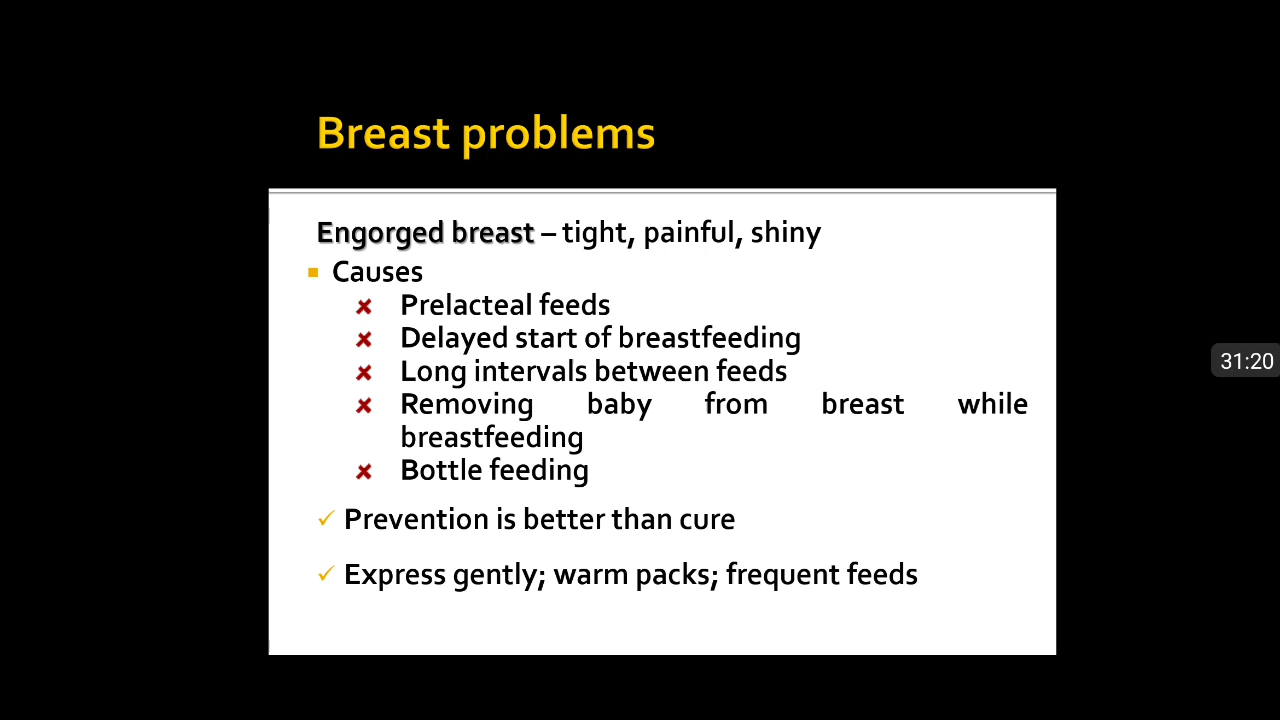 Breast problems
Engorged breast – tight, painful, shiny
Causes
Prelacteal feeds
Delayed start of breastfeeding
Long intervals between feeds
Removing baby from breast while
breastfeeding
Bottle feeding
Prevention is better than cure
Express gently; warm packs; frequent feeds
31:20